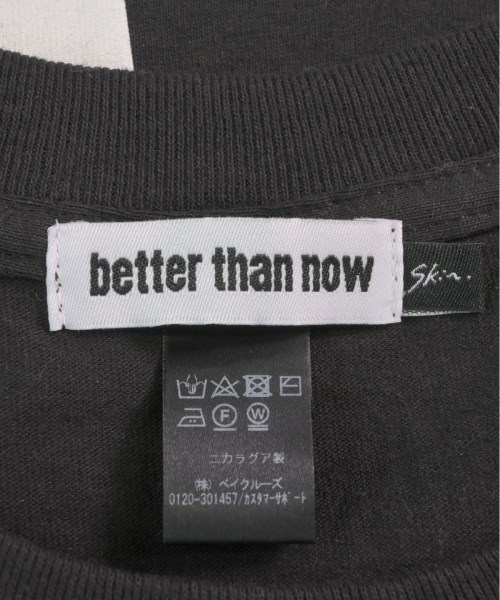 better than now
Skin.
F W
ニカラグア製
(株) ベイクルーズ
0120-301457/カスタマーサポート